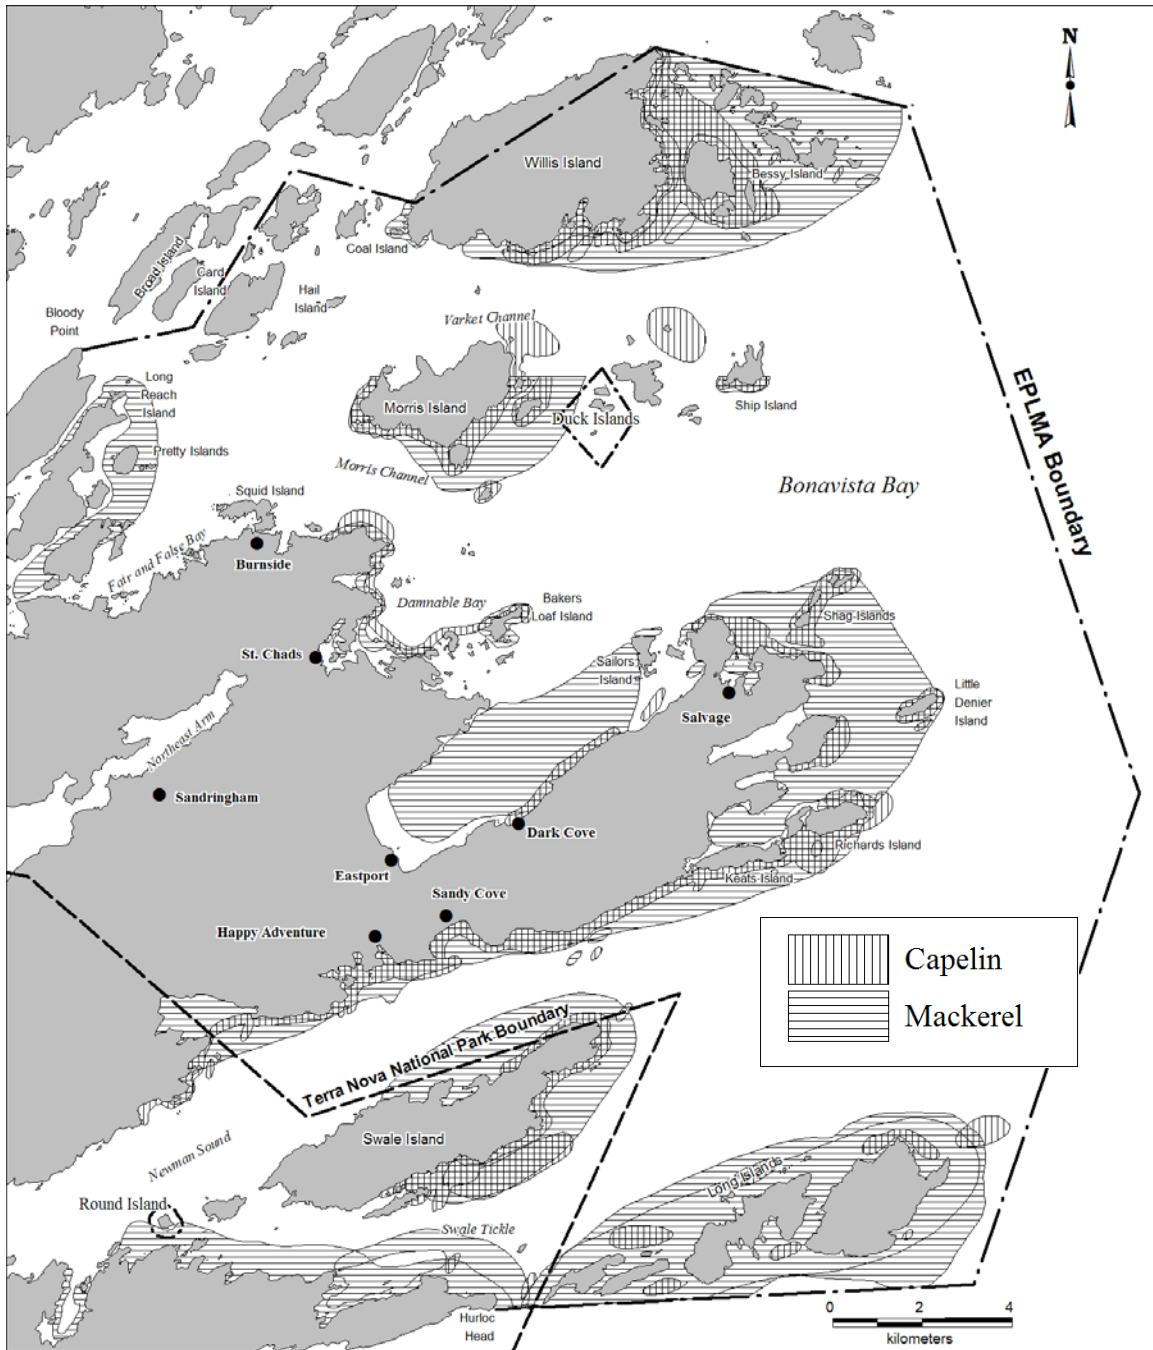 N
Willis Island
Bessy Island
Coal Island
Broad Island
Card
Island
Hail
Island
Bloody
Point
Varket Channel
Long
Reach
Island
Morris Island
Duck Islands
Ship Island
EPLMA Boundary
Pretty Islands
Morris Channel
Bonavista Bay
Squid Island
Fair and False Bay
Burnside
Damnable Bay
Bakers
Loaf Island
Shag Islands
St. Chads
Sailors
Island
Salvage
Little
Denier
Island
Northeast Arm
Sandringham
Dark Cove
Richards Island
Eastport
Keats Island
Sandy Cove
Happy Adventure
Capelin
Mackerel
Terra Nova National Park Boundary
Swale Island
Newman Sound
Long Islands
Round Island
Swale Tickle
Hurloc
Head
0 2 4
kilometers